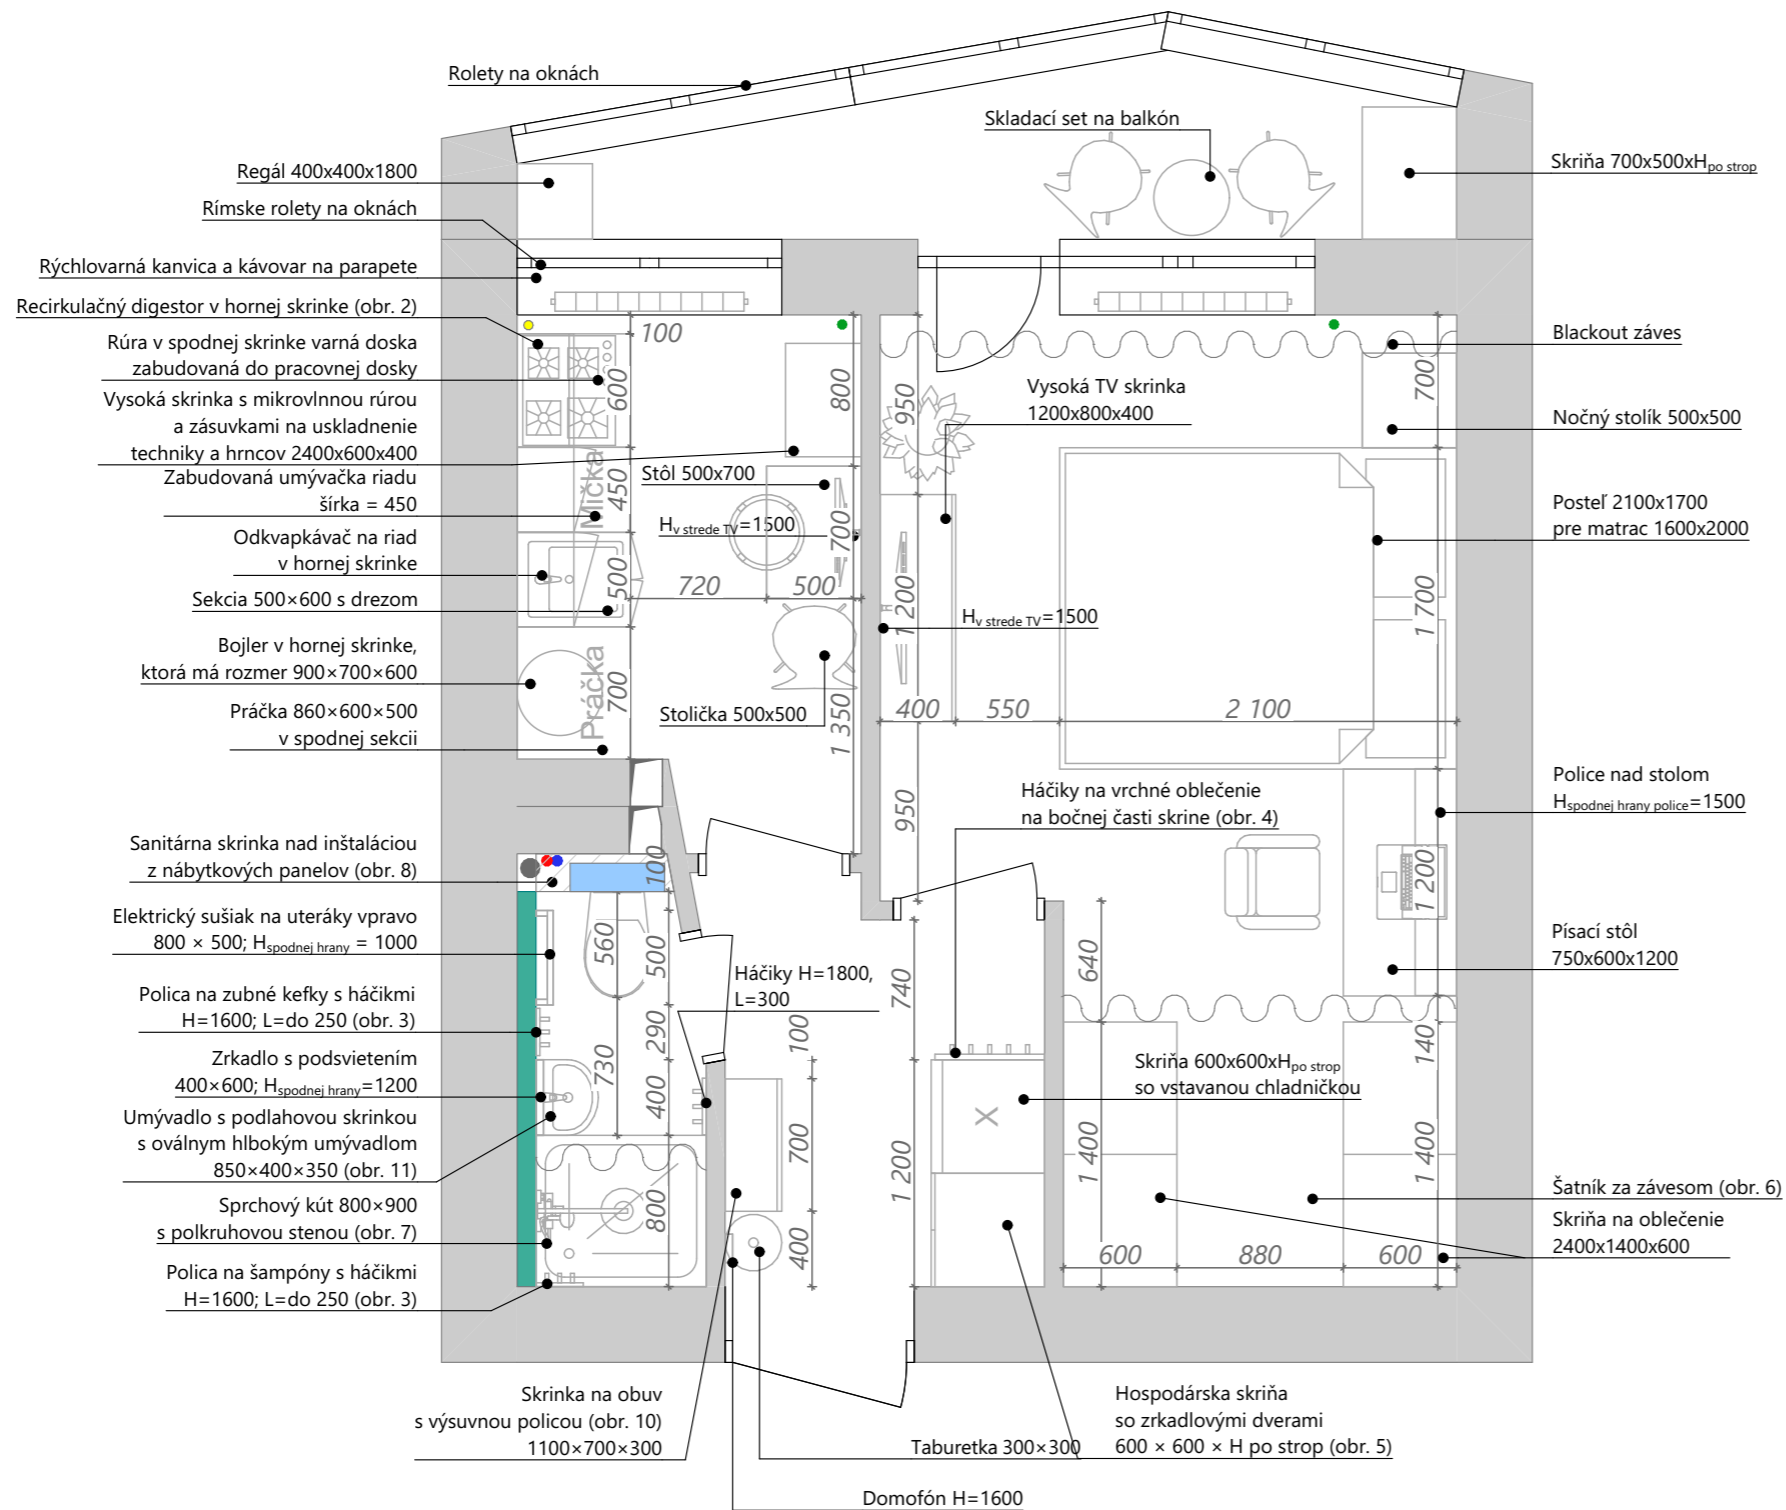 Rolety na oknách
Skladací set na balkón
Regál 400x400x1800
Rímske rolety na oknách
Rýchlovarná kanvica a kávovar na parapete
Recirkulačný digestor v hornej skrinke (obr. 2)
Rúra v spodnej skrinke varná doska
zabudovaná do pracovnej dosky
Vysoká skrinka s mikrovlnnou rúrou
a zásuvkami na uskladnenie
techniky a hrncov 2400x600x400
Zabudovaná umývačka riadu
šírka = 450
Odkvapkávač na riad
v hornej skrinke
Sekcia 500×600 s drezom
Bojler v hornej skrinke,
ktorá má rozmer 900×700×600
Práčka 860×600×500
v spodnej sekcii
Sanitárna skrinka nad inštaláciou
z nábytkových panelov (obr. 8)
Elektrický sušiak na uteráky vpravo
800 × 500; Hspodnej hrany = 1000
Polica na zubné kefky s háčikmi
H=1600; L=do 250 (obr. 3)
Zrkadlo s podsvietením
400×600; Hspodnej hrany=1200
Umývadlo s podlahovou skrinkou
s oválnym hlbokým umývadlom
850×400×350 (obr. 11)
Sprchový kút 800×900
s polkruhovou stenou (obr. 7)
Polica na šampóny s háčikmi
H=1600; L=do 250 (obr. 3)
Skrinka na obuv
s výsuvnou policou (obr. 10)
1100×700×300
Domofón H=1600
Taburetka 300×300
Hospodárska skriňa
so zrkadlovými dverami
600 × 600 × H po strop (obr. 5)
Skriňa 700x500xHpo strop
Blackout záves
Nočný stolík 500x500
Posteľ 2100x1700
pre matrac 1600x2000
Police nad stolom
Hspodnej hrany police=1500
Písací stôl
750x600x1200
Šatník za závesom (obr. 6)
Skriňa na oblečenie
2400x1400x600
Vysoká TV skrinka
1200x800x400
Stôl 500x700
Hv strede TV=1500
Hv strede TV=1500
Stolička 500x500
Háčiky na vrchné oblečenie
na bočnej časti skrine (obr. 4)
Háčiky H=1800,
L=300
Skriňa 600x600xHpo strop
so vstavanou chladničkou
X
Mička
Práčka
100
600
450
500
700
800
700
1 350
720
500
950
1 200
950
400
550
2 100
700
1 700
1 200
140
1 400
640
1 400
600
880
600
740
1 200
100
700
400
100
560
730
500
290
400
800